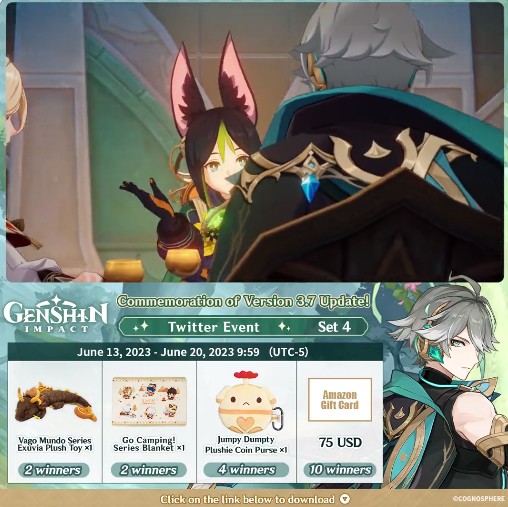 Commemoration of Version 3.7 Update!
GENSHIN
IMPACT
Twitter Event
Set 4
June 13, 2023 - June 20, 2023 9:59 (UTC-5)
Vago Mundo Series
Exuvia Plush Toy ×1
2 winners
Go Camping!
Series Blanket ×1
2 winners
Jumpy Dumpty
Plushie Coin Purse ×1
4 winners
Amazon
Gift Card
75 USD
10 winners
Click on the link below to download
©COGNOSPHERE